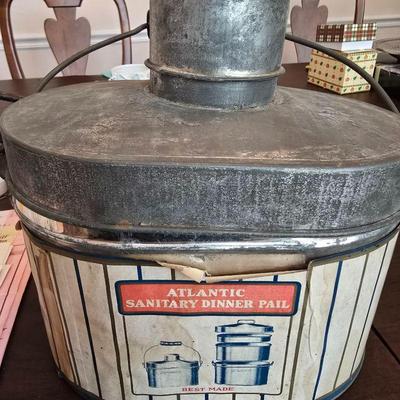 ATLANTIC
SANITARY DINNER PAIL
BEST MADE